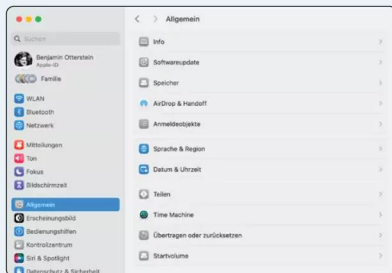 Allgemein
Suchen
Benjamin Otterstein
Apple-ID
Familie
WLAN
Bluetooth
Netzwerk
Mitteilungen
Ton
Fokus
Bildschirmzeit
Allgemein
Erscheinungsbild
Bedienungshilfen
Kontrollzentrum
Siri & Spotlight
Datenschutz & Sicherheit
Info
Softwareupdate
Speicher
AirDrop & Handoff
Anmeldeobjekte
Sprache & Region
Datum & Uhrzeit
Teilen
Time Machine
Übertragen oder zurücksetzen
Startvolume